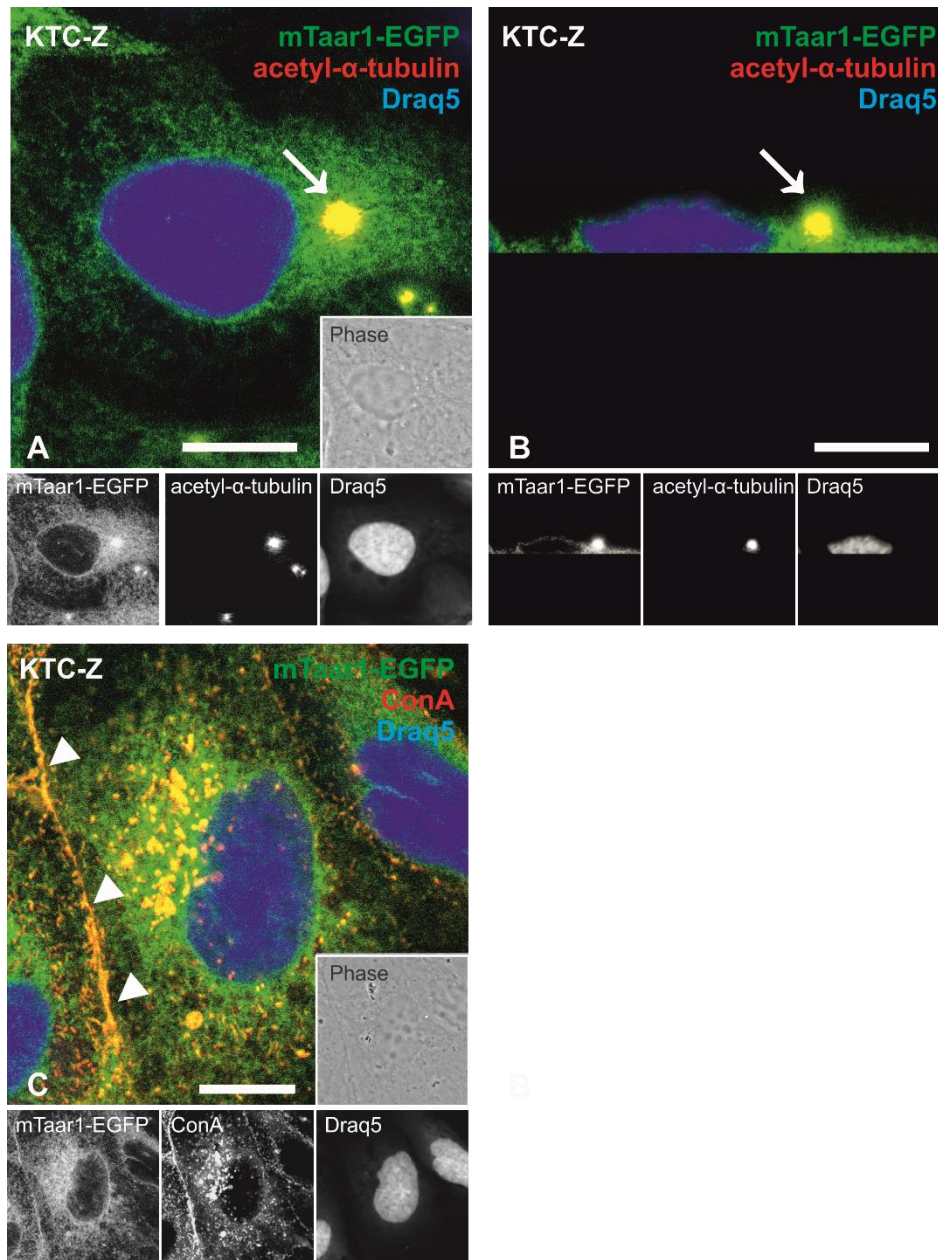 KTC-Z
mTaar1-EGFP
acetyl-α-tubulin
Draq5
Phase
A
mTaar1-EGFP
acetyl-α-tubulin
Draq5
KTC-Z
mTaar1-EGFP
acetyl-α-tubulin
Draq5
B
mTaar1-EGFP
acetyl-α-tubulin
Draq5
KTC-Z
mTaar1-EGFP
ConA
Draq5
Phase
C
mTaar1-EGFP
ConA
Draq5
B